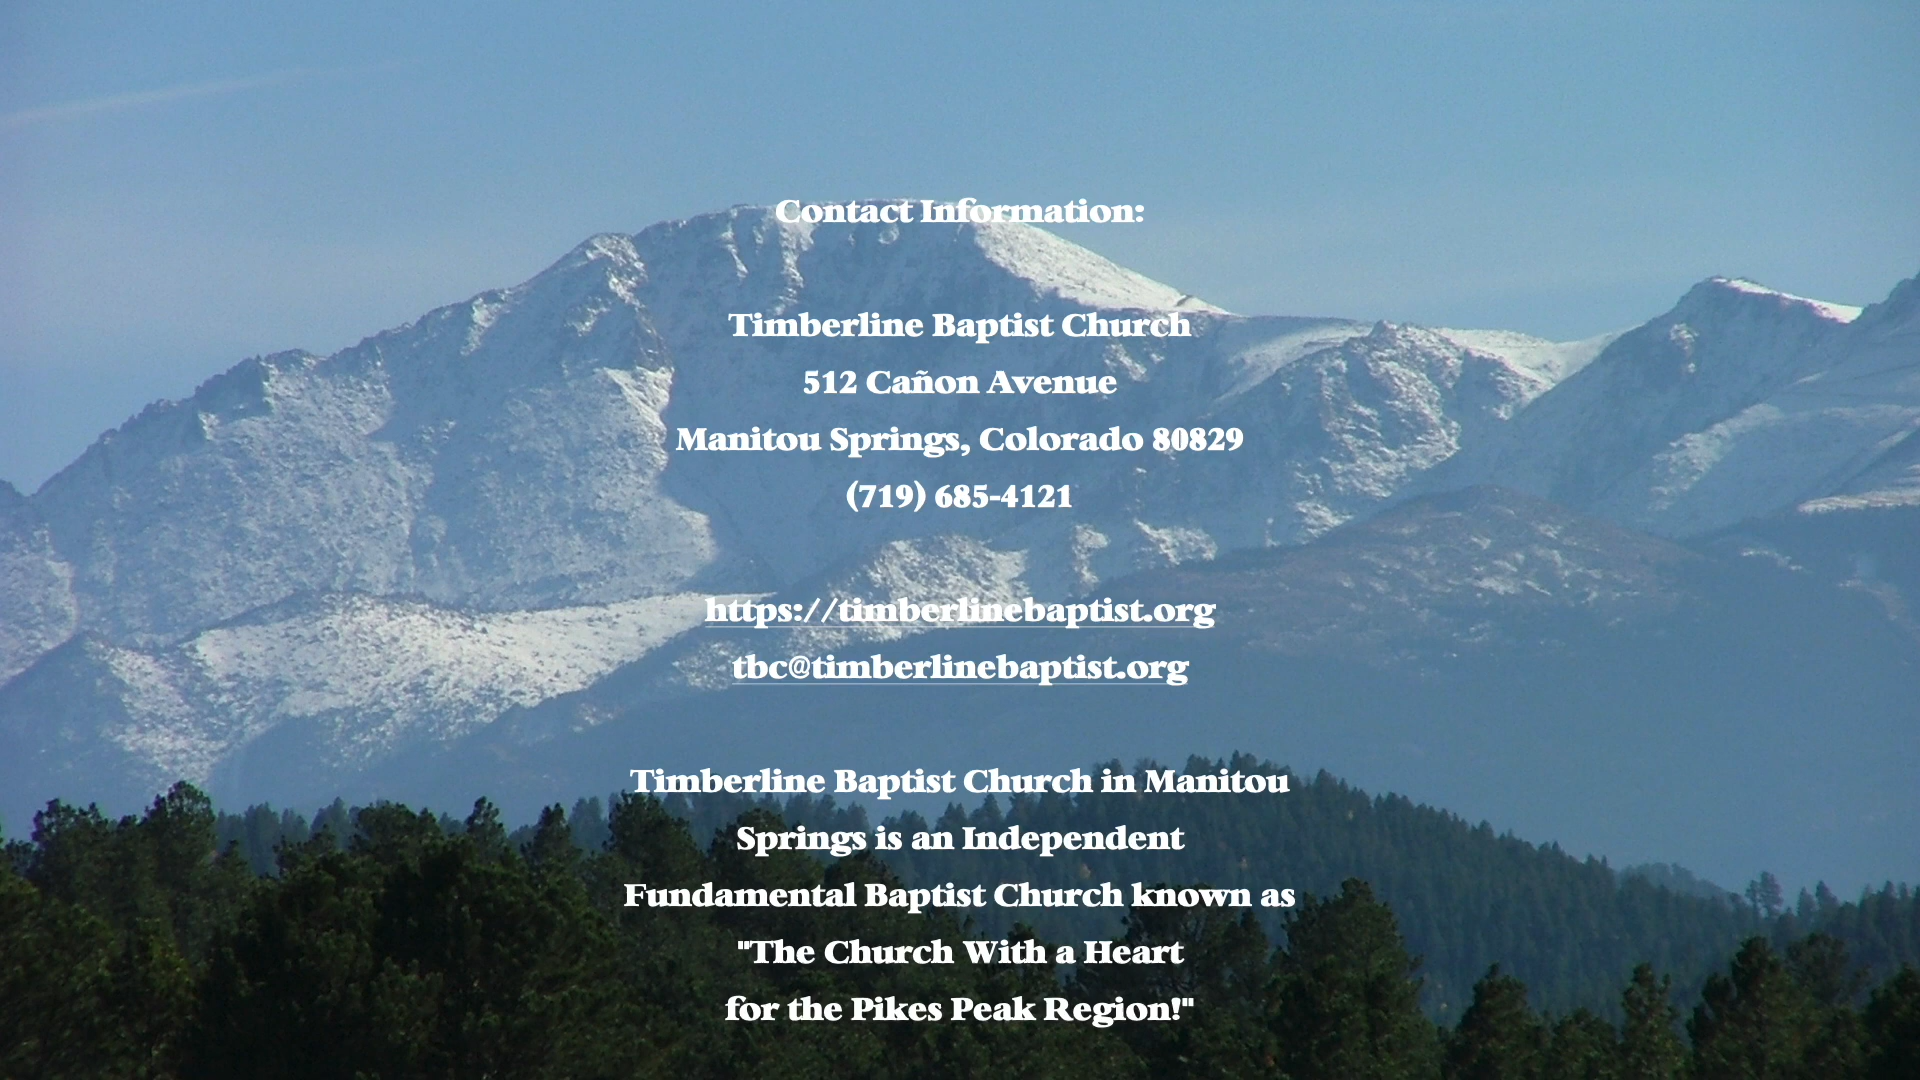 Contact Information:
Timberline Baptist Church
512 Cañon Avenue
Manitou Springs, Colorado 80829
(719) 685-4121
https://timberlinebaptist.org
tbc@timberlinebaptist.org
Timberline Baptist Church in Manitou
Springs is an Independent
Fundamental Baptist Church known as
"The Church With a Heart
for the Pikes Peak Region!"